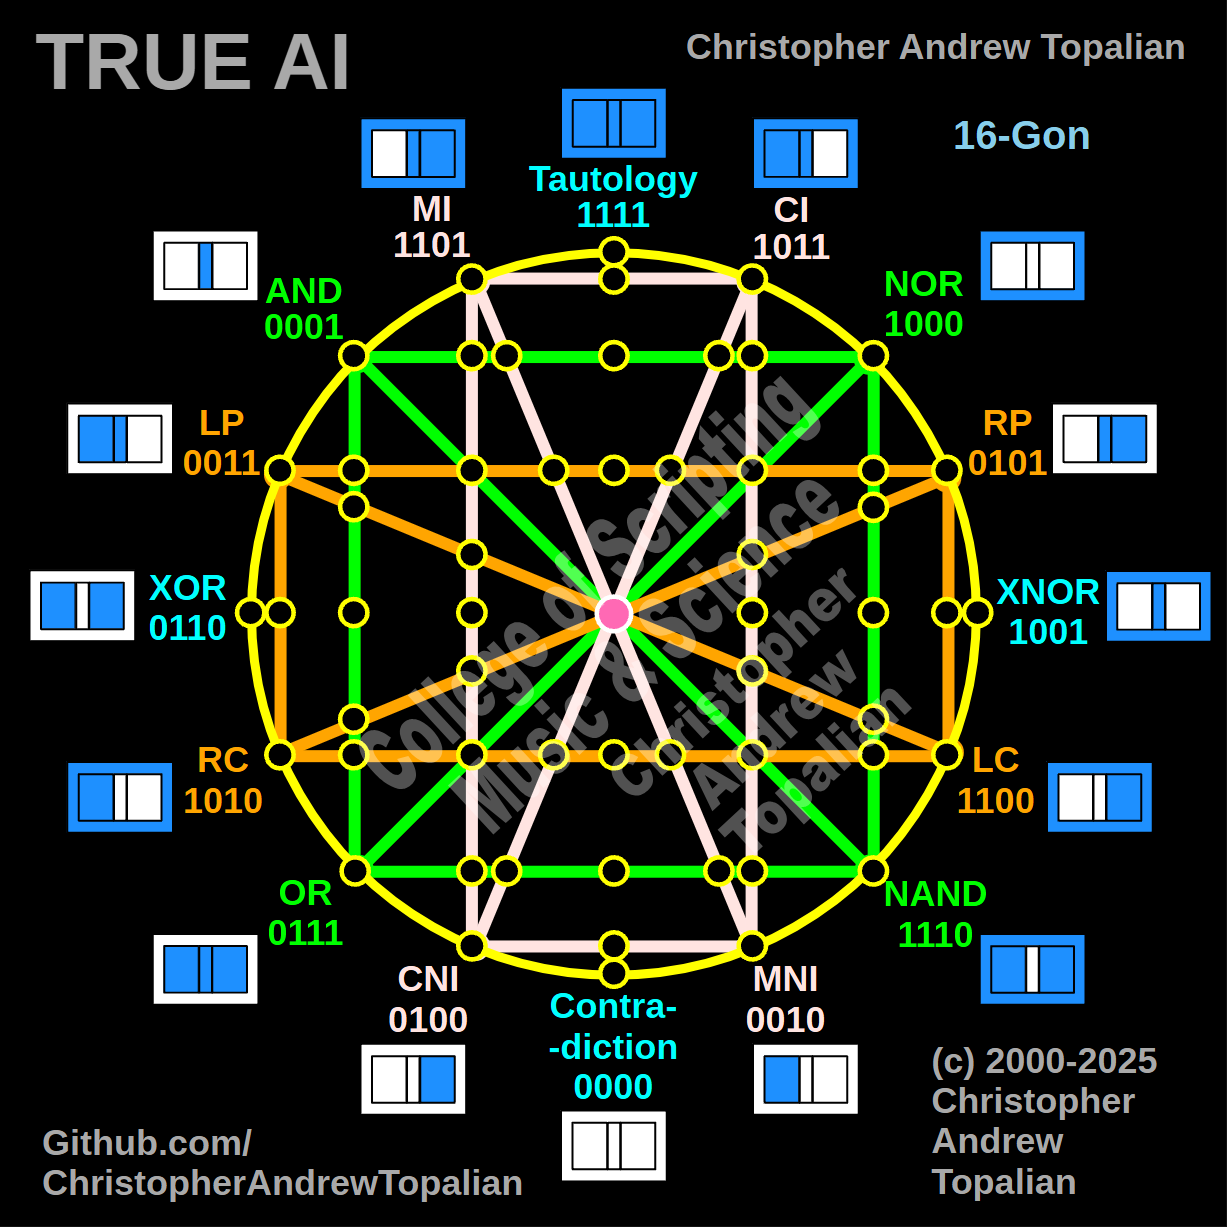 TRUE AI
Christopher Andrew Topalian
16-Gon
Tautology
1111
MI
1101
CI
1011
AND
0001
NOR
1000
LP
0011
RP
0101
XOR
0110
XNOR
1001
RC
1010
LC
1100
OR
0111
NAND
1110
CNI
0100
MNI
0010
Contra-
-diction
0000
College of Scripting
Music & Science
Christopher
Andrew
Topalian
Github.com/
ChristopherAndrewTopalian
(c) 2000-2025
Christopher
Andrew
Topalian